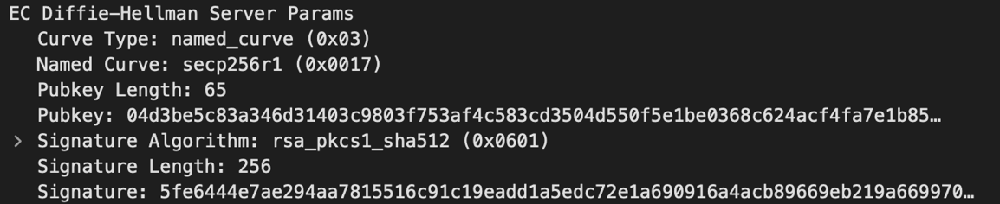 EC Diffie-Hellman Server Params
Curve Type: named_curve (0x03)
Named Curve: secp256r1 (0x0017)
Pubkey Length: 65
Pubkey: 04d3be5c83a346d31403c9803f753af4c583cd3504d550f5e1be0368c624acf4fa7e1b85…
> Signature Algorithm: rsa_pkcs1_sha512 (0x0601)
Signature Length: 256
Signature: 5fe6444e7ae294aa7815516c91c19eadd1a5edc72e1a690916a4acb89669eb219a669970…